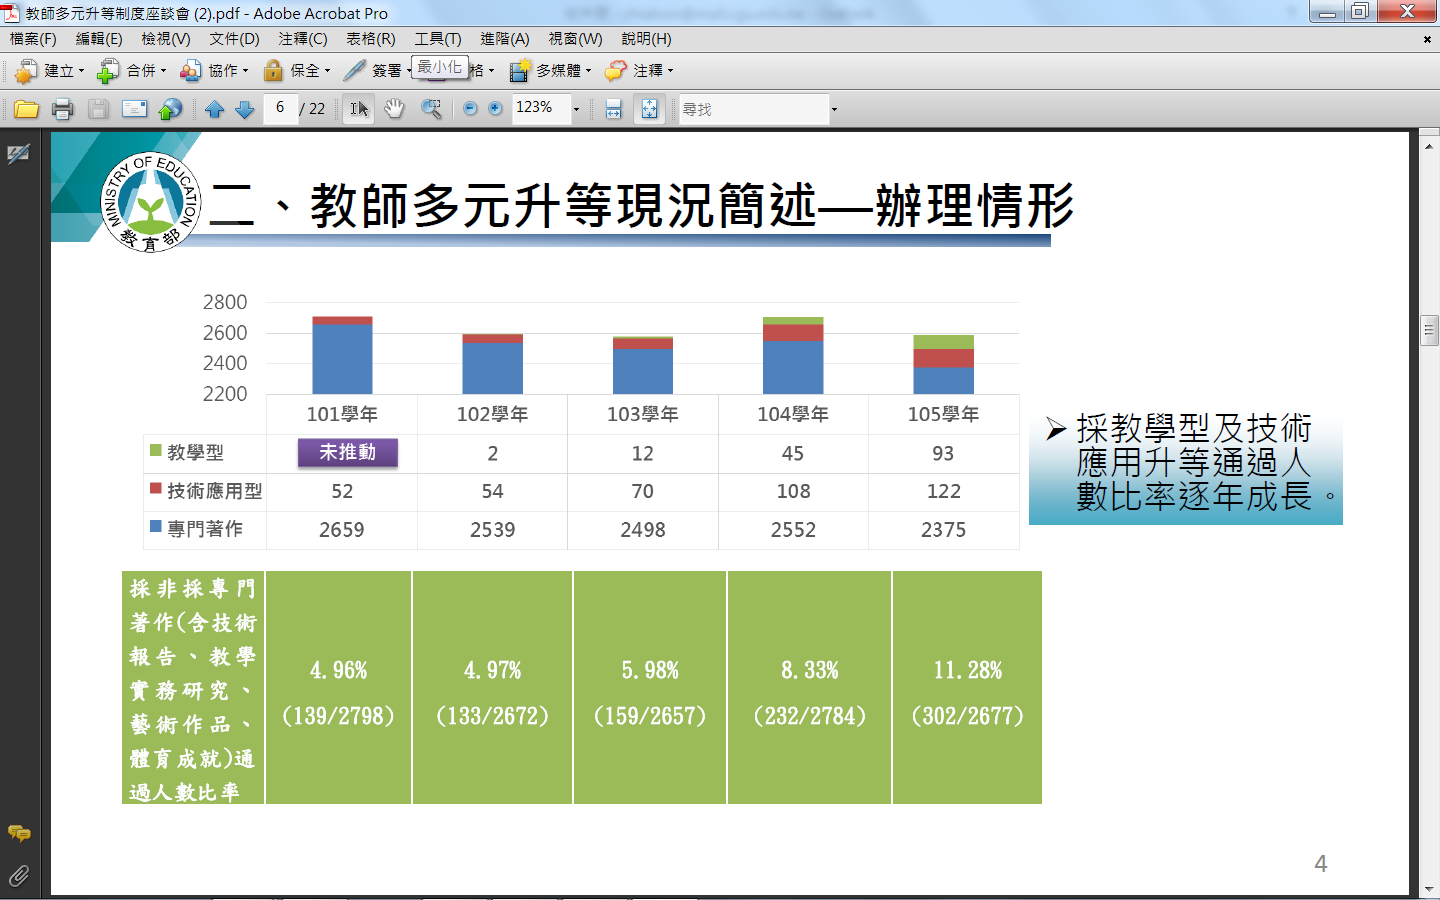 教師多元升等制度座談會 (2).pdf - Adobe Acrobat Pro
檔案(F) 編輯(E) 檢視(V) 文件(D) 注釋(C) 表格(R) 工具(T) 進階(A) 視窗(W) 說明(H)
建立 合併 協作 保全 簽署 最小化 格 多媒體 注釋
6 / 22 123% 尋找
MINISTRY OF EDUCATION
教育部
二、教師多元升等現況簡述—辦理情形
2800
2600
2400
2200
101學年 102學年 103學年 104學年 105學年
教學型 未推動 2 12 45 93
技術應用型 52 54 70 108 122
專門著作 2659 2539 2498 2552 2375
採教學型及技術
應用升等通過人
數比率逐年成長。
採非採專門
著作(含技術
報告、教學
實務研究、
藝術作品、
體育成就)通
過人數比率
4.96% 4.97% 5.98% 8.33% 11.28%
(139/2798) (133/2672) (159/2657) (232/2784) (302/2677)
4